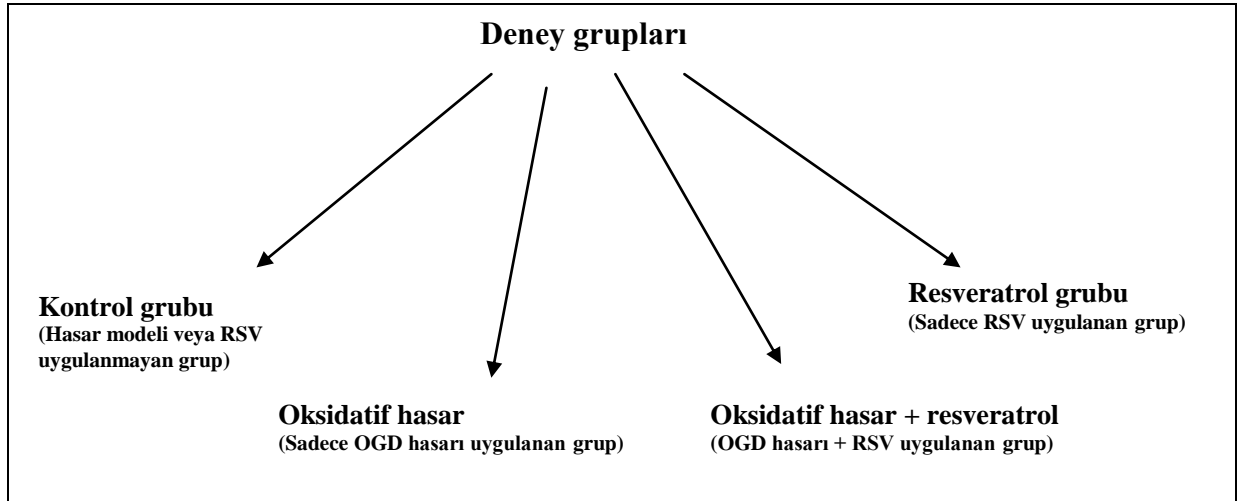 Deney grupları
Kontrol grubu
(Hasar modeli veya RSV
uygulanmayan grup)
Oksidatif hasar
(Sadece OGD hasarı uygulanan grup)
Oksidatif hasar + resveratrol
(OGD hasarı + RSV uygulanan grup)
Resveratrol grubu
(Sadece RSV uygulanan grup)